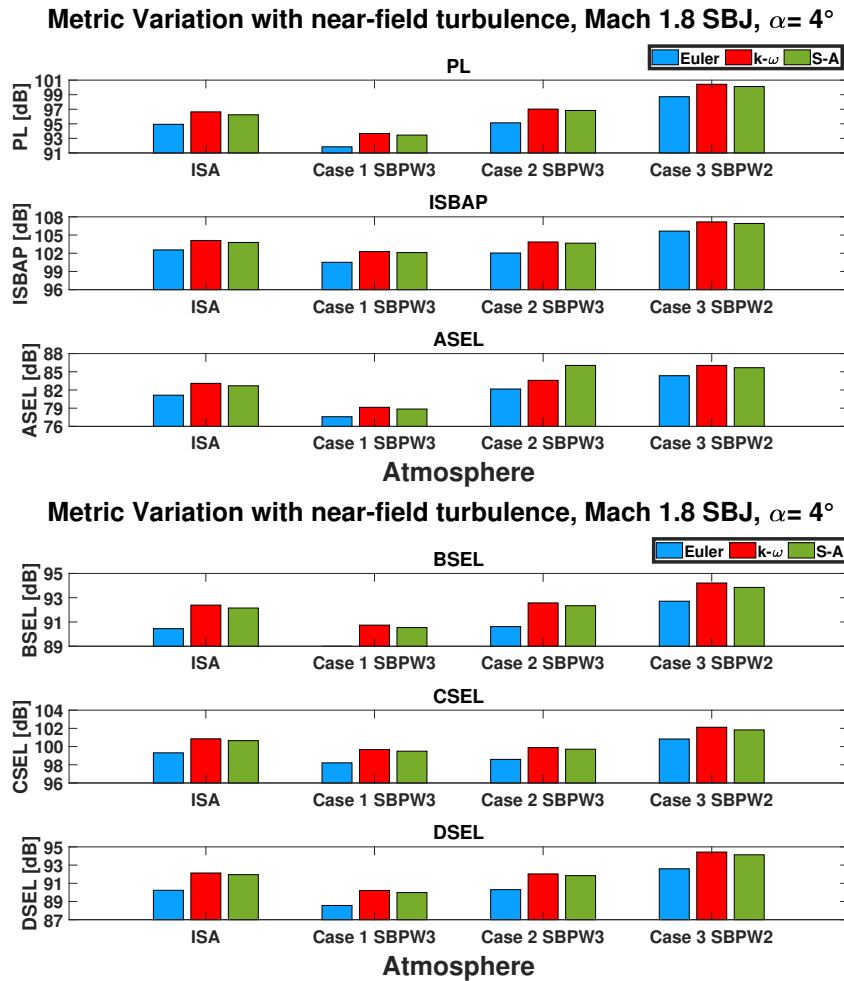 Metric Variation with near-field turbulence, Mach 1.8 SBJ, α= 4°
Euler k-ω S-A
PL
PL [dB]
101
97
95
93
91
ISA Case 1 SBPW3 Case 2 SBPW3 Case 3 SBPW2
ISBAP
ISBAP [dB]
108
105
102
99
96
ISA Case 1 SBPW3 Case 2 SBPW3 Case 3 SBPW2
ASEL
ASEL [dB]
88
85
82
79
76
ISA Case 1 SBPW3 Case 2 SBPW3 Case 3 SBPW2
Atmosphere
Metric Variation with near-field turbulence, Mach 1.8 SBJ, α= 4°
Euler k-ω S-A
BSEL
BSEL [dB]
95
93
91
89
ISA Case 1 SBPW3 Case 2 SBPW3 Case 3 SBPW2
CSEL
CSEL [dB]
104
102
100
98
96
ISA Case 1 SBPW3 Case 2 SBPW3 Case 3 SBPW2
DSEL
DSEL [dB]
95
93
91
89
87
ISA Case 1 SBPW3 Case 2 SBPW3 Case 3 SBPW2
Atmosphere